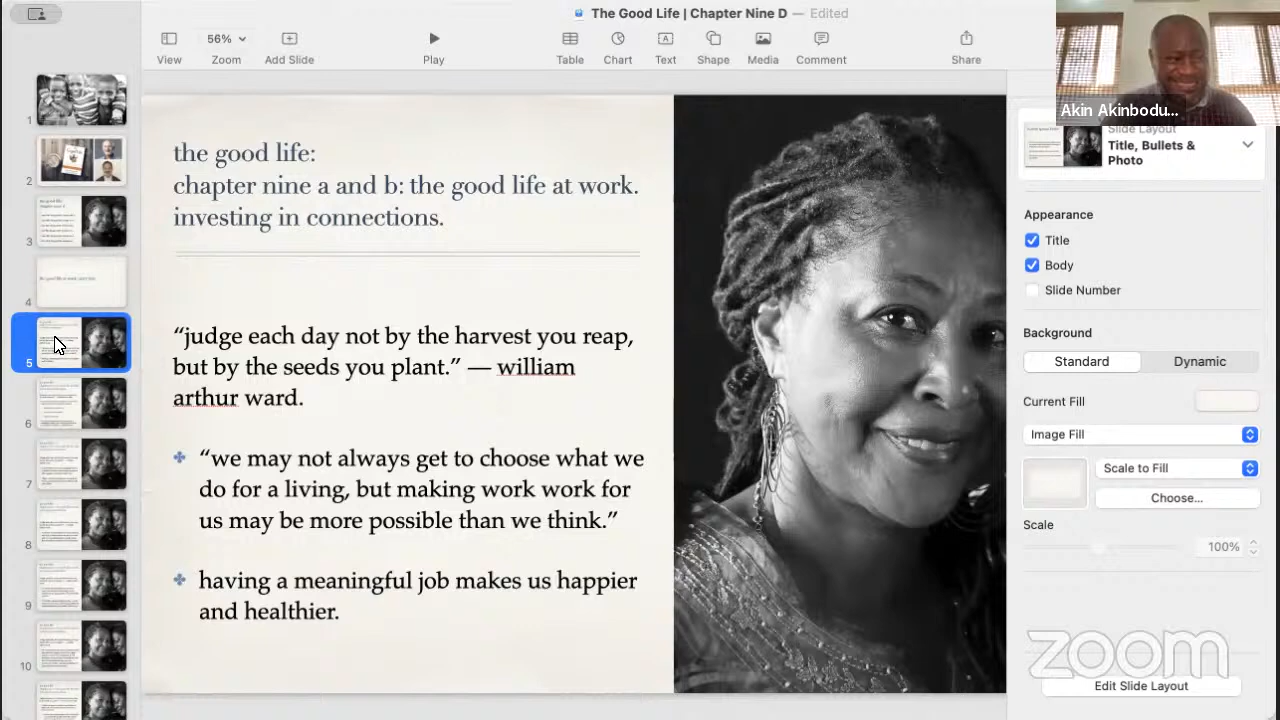 The Good Life | Chapter Nine D — Edited
56%
View
Zoom
Add Slide
Play
Table
Chart
Text
Shape
Media
Comment
Share
Akin Akinbodu...
1
2
3
4
5
6
7
8
9
10
the good life:
chapter nine a and b: the good life at work.
investing in connections.
“judge each day not by the harvest you reap,
but by the seeds you plant.” — william
arthur ward.
“we may not always get to choose what we
do for a living, but making work work for
us may be more possible than we think.”
having a meaningful job makes us happier
and healthier.
Slide Layout
Title, Bullets &
Photo
Appearance
Title
Body
Slide Number
Background
Standard
Dynamic
Current Fill
Image Fill
Scale to Fill
Choose...
Scale
100%
zoom
Edit Slide Layout